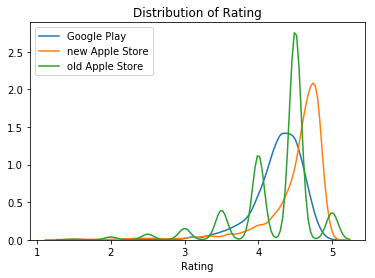 Distribution of Rating
Google Play
new Apple Store
old Apple Store
2.5
2.0
1.5
1.0
0.5
0.0
1 2 3 4 5
Rating